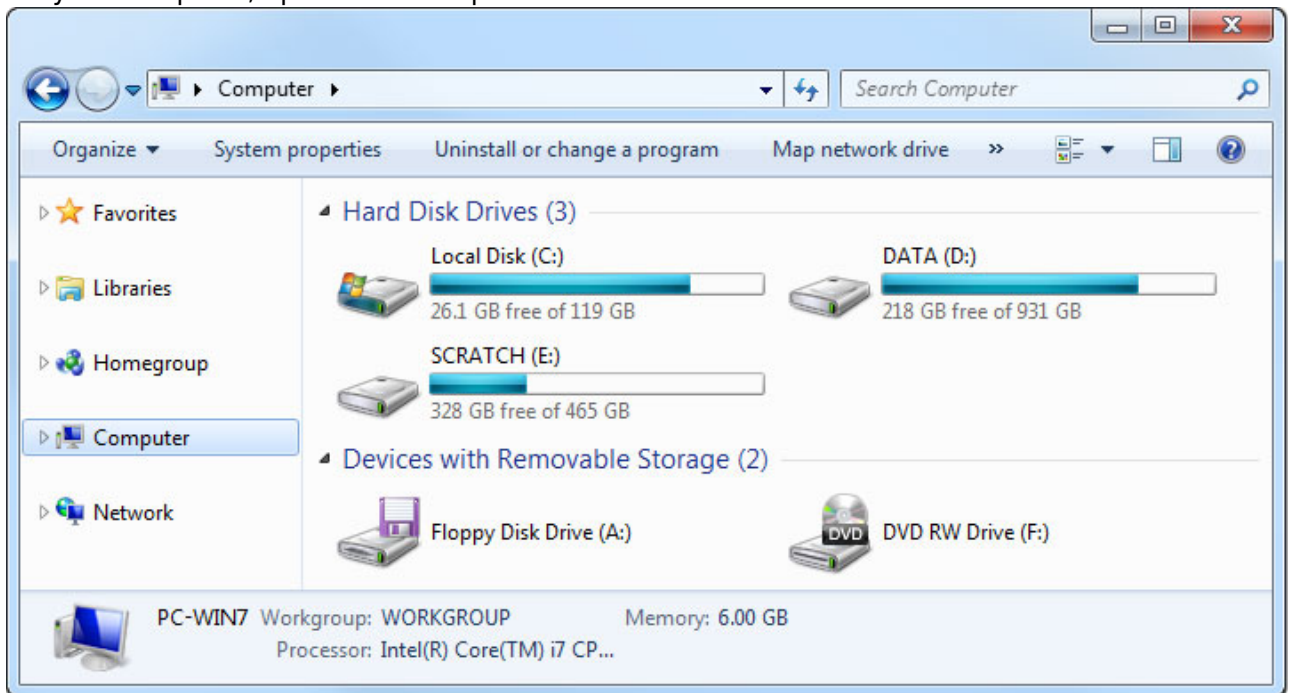 Computer
Search Computer
Organize System properties Uninstall or change a program Map network drive »
Favorites
Libraries
Homegroup
Computer
Network
Hard Disk Drives (3)
Local Disk (C:)
26.1 GB free of 119 GB
DATA (D:)
218 GB free of 931 GB
SCRATCH (E:)
328 GB free of 465 GB
Devices with Removable Storage (2)
Floppy Disk Drive (A:)
DVD
DVD RW Drive (F:)
PC-WIN7 Workgroup: WORKGROUP Memory: 6.00 GB
Processor: Intel(R) Core(TM) i7 CP...